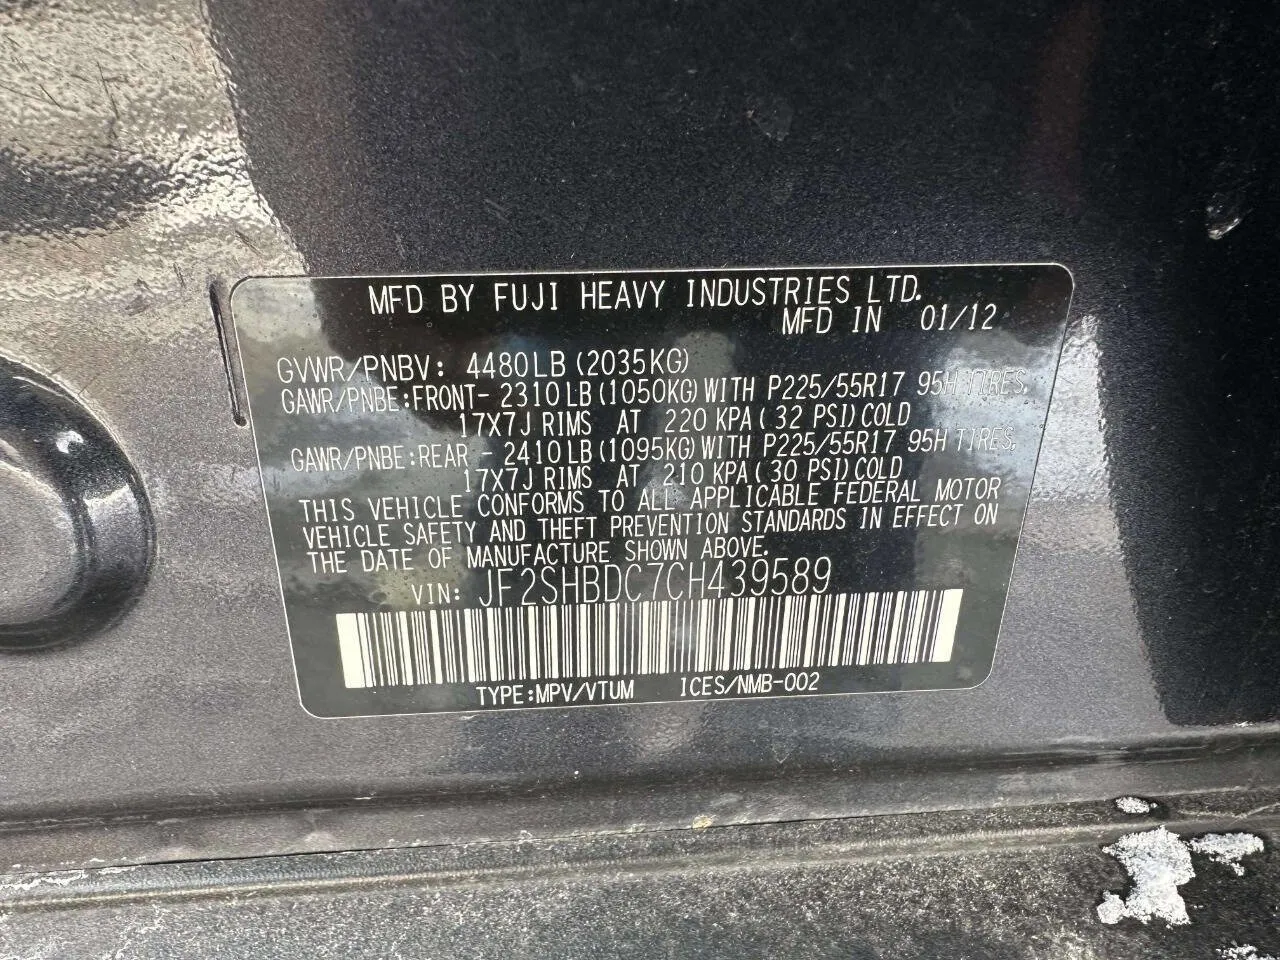 MFD BY FUJI HEAVY INDUSTRIES LTD.
MFD IN 01/12
GVWR/PNBV: 4480LB (2035KG)
GAWR/PNBE:FRONT- 2310LB(1050KG)WITH P225/55R17 95H TIRES,
17X7J RIMS AT 220 KPA(32 PSI)COLD
GAWR/PNBE:REAR - 2410LB(1095KG)WITH P225/55R17 95H TIRES,
17X7J RIMS AT 210 KPA(30 PSI)COLD
THIS VEHICLE CONFORMS TO ALL APPLICABLE FEDERAL MOTOR
VEHICLE SAFETY AND THEFT PREVENTION STANDARDS IN EFFECT ON
THE DATE OF MANUFACTURE SHOWN ABOVE.
VIN: JF2SHBDC7CH439589
TYPE:MPV/VTUM ICES/NMB-002